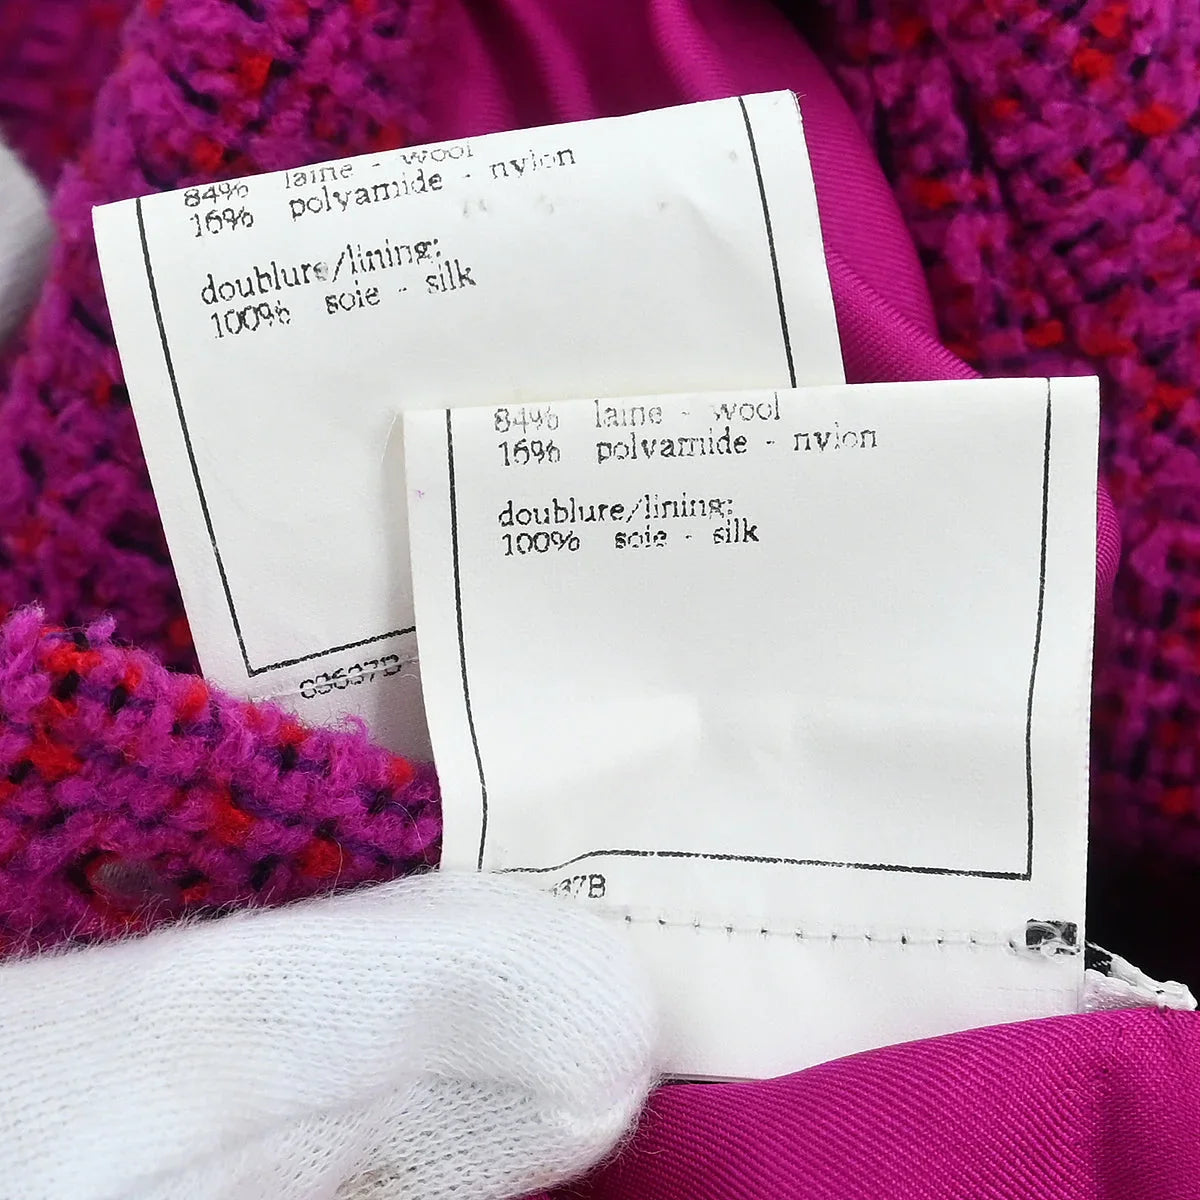 84% laine - wool
16% polyamide - nylon
doublure/lining:
100% soie - silk
84% laine - wool
16% polyamide - nylon
doublure/lining:
100% soie - silk
37B